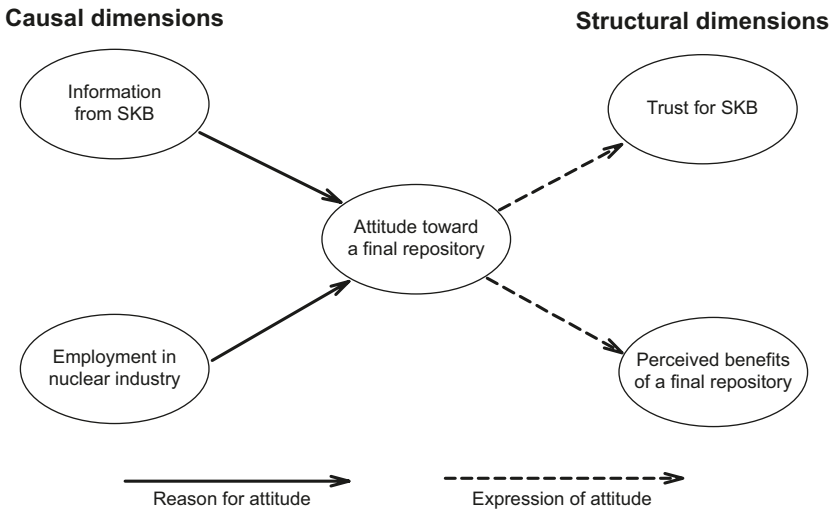 Causal dimensions
Structural dimensions
Information
from SKB
Trust for SKB
Attitude toward
a final repository
Employment in
nuclear industry
Perceived benefits
of a final repository
Reason for attitude
Expression of attitude